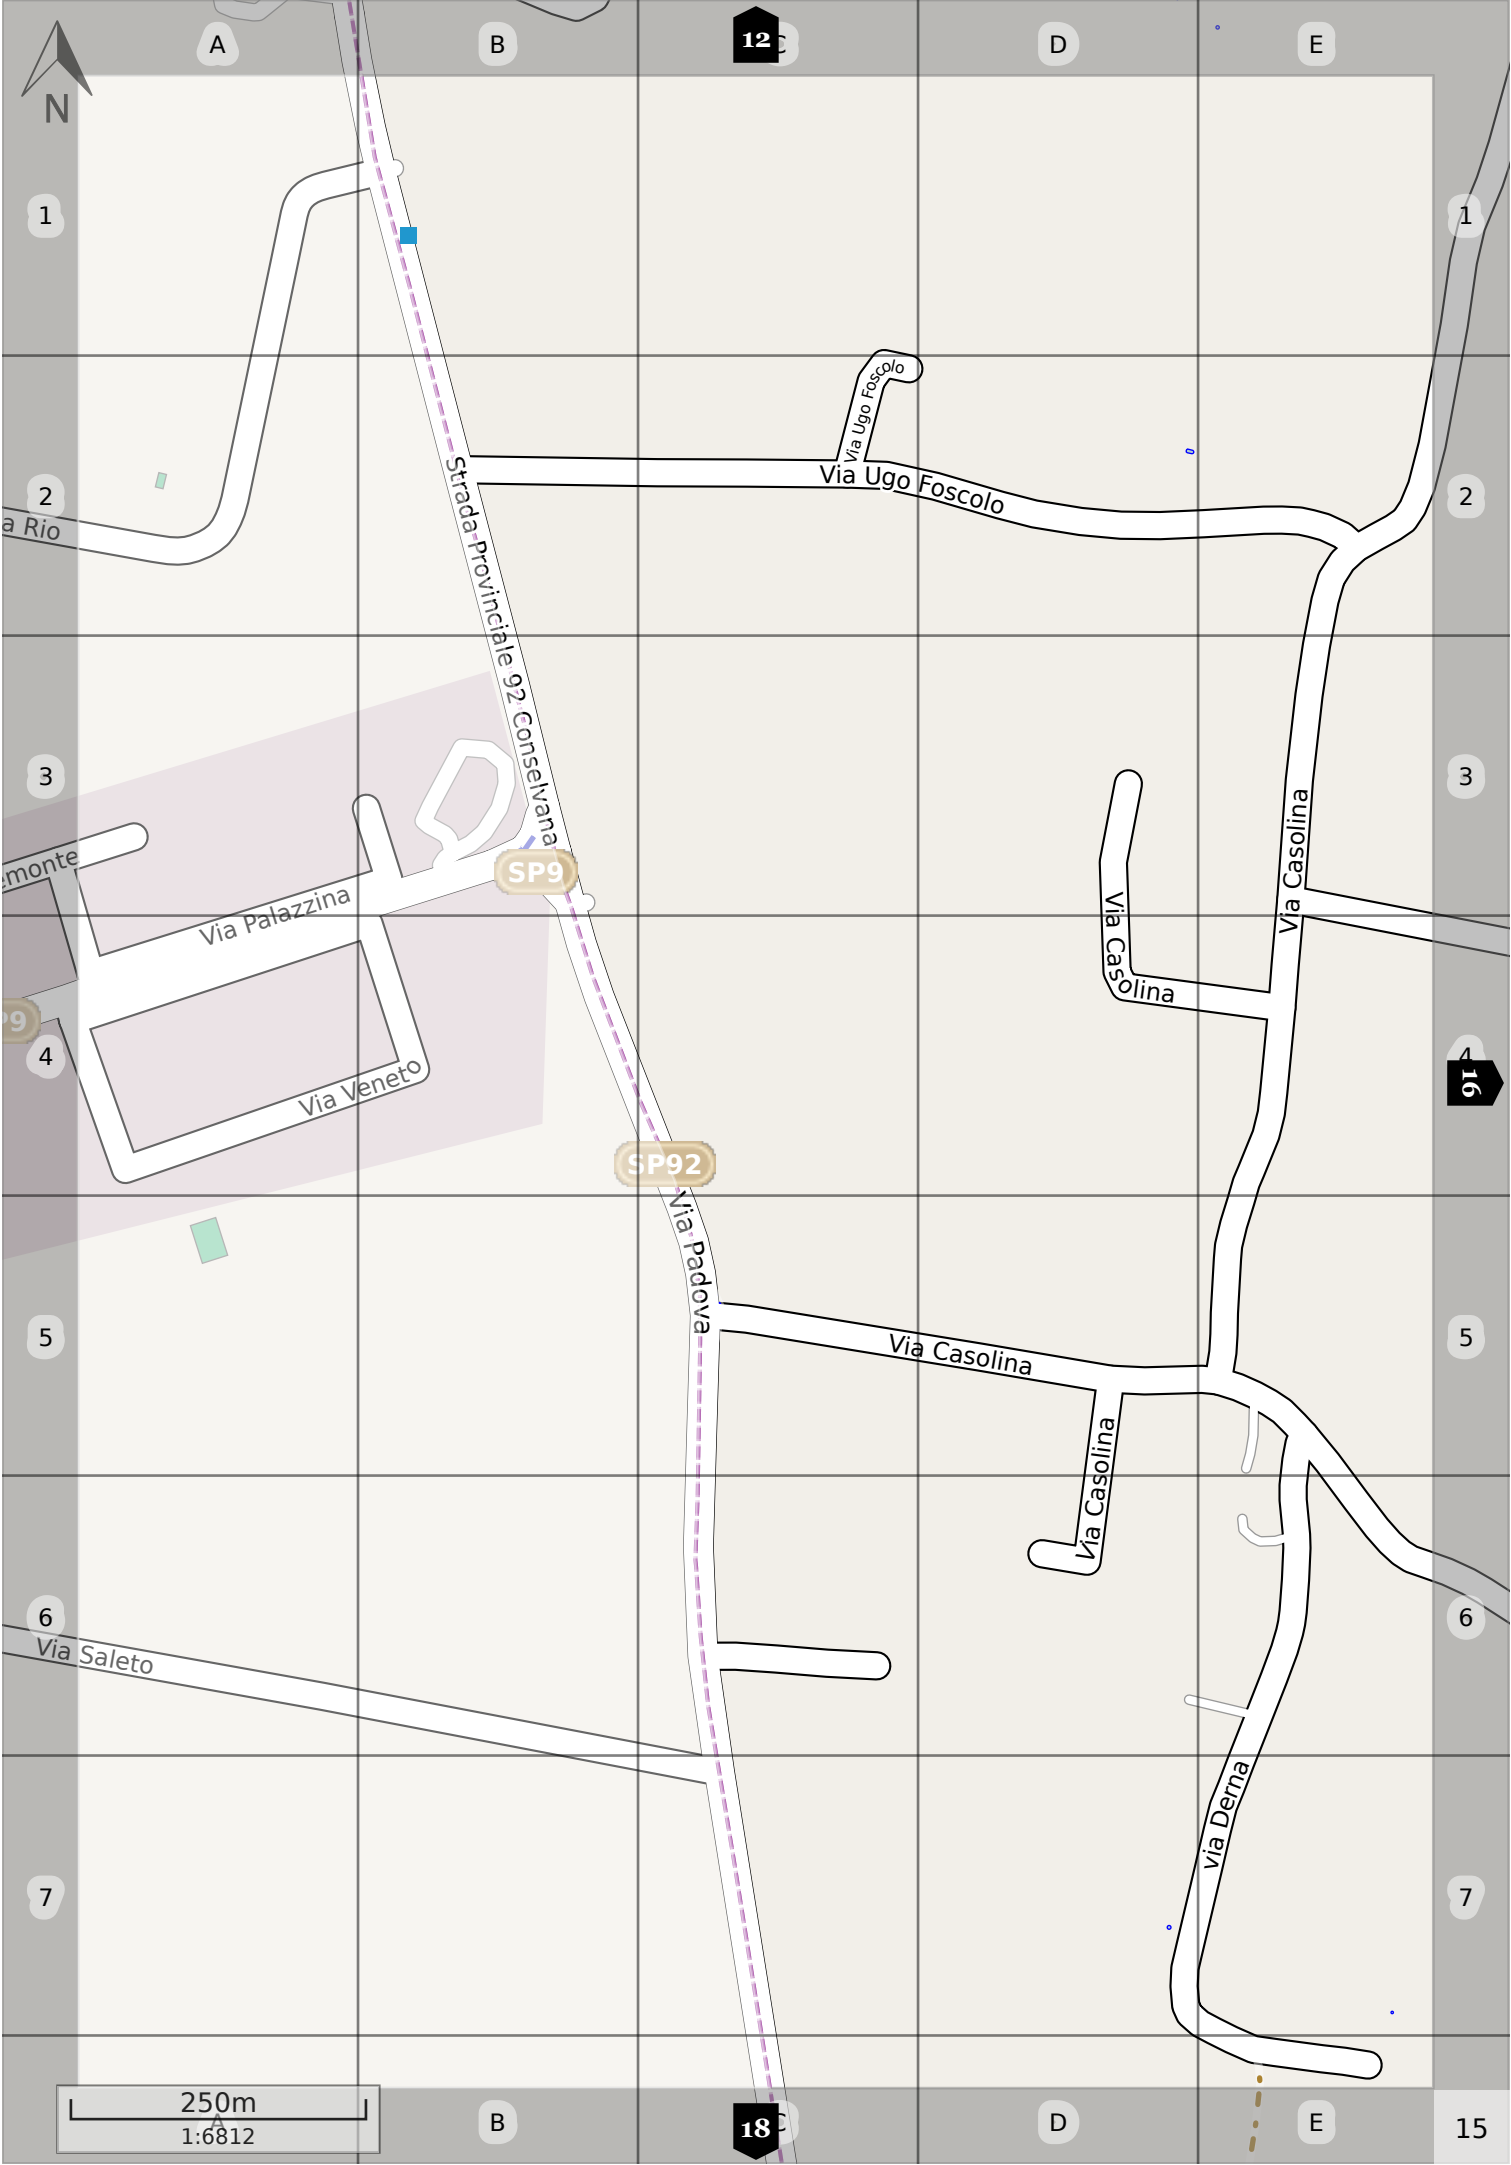 A
B
12
C
D
E
N
1
1
Via Ugo Foscolo
2
Via Ugo Foscolo
2
a Rio
Strada Provinciale 92 Conselvana
3
3
Via Casolina
emonte
SP9
Via Palazzina
Via Casolina
P9
4
4
16
Via Veneto
SP92
Via Padova
5
5
Via Casolina
Via Casolina
6
6
Via Saleto
via Derna
7
7
250m
A
1:6812
B
18
C
D
E
15